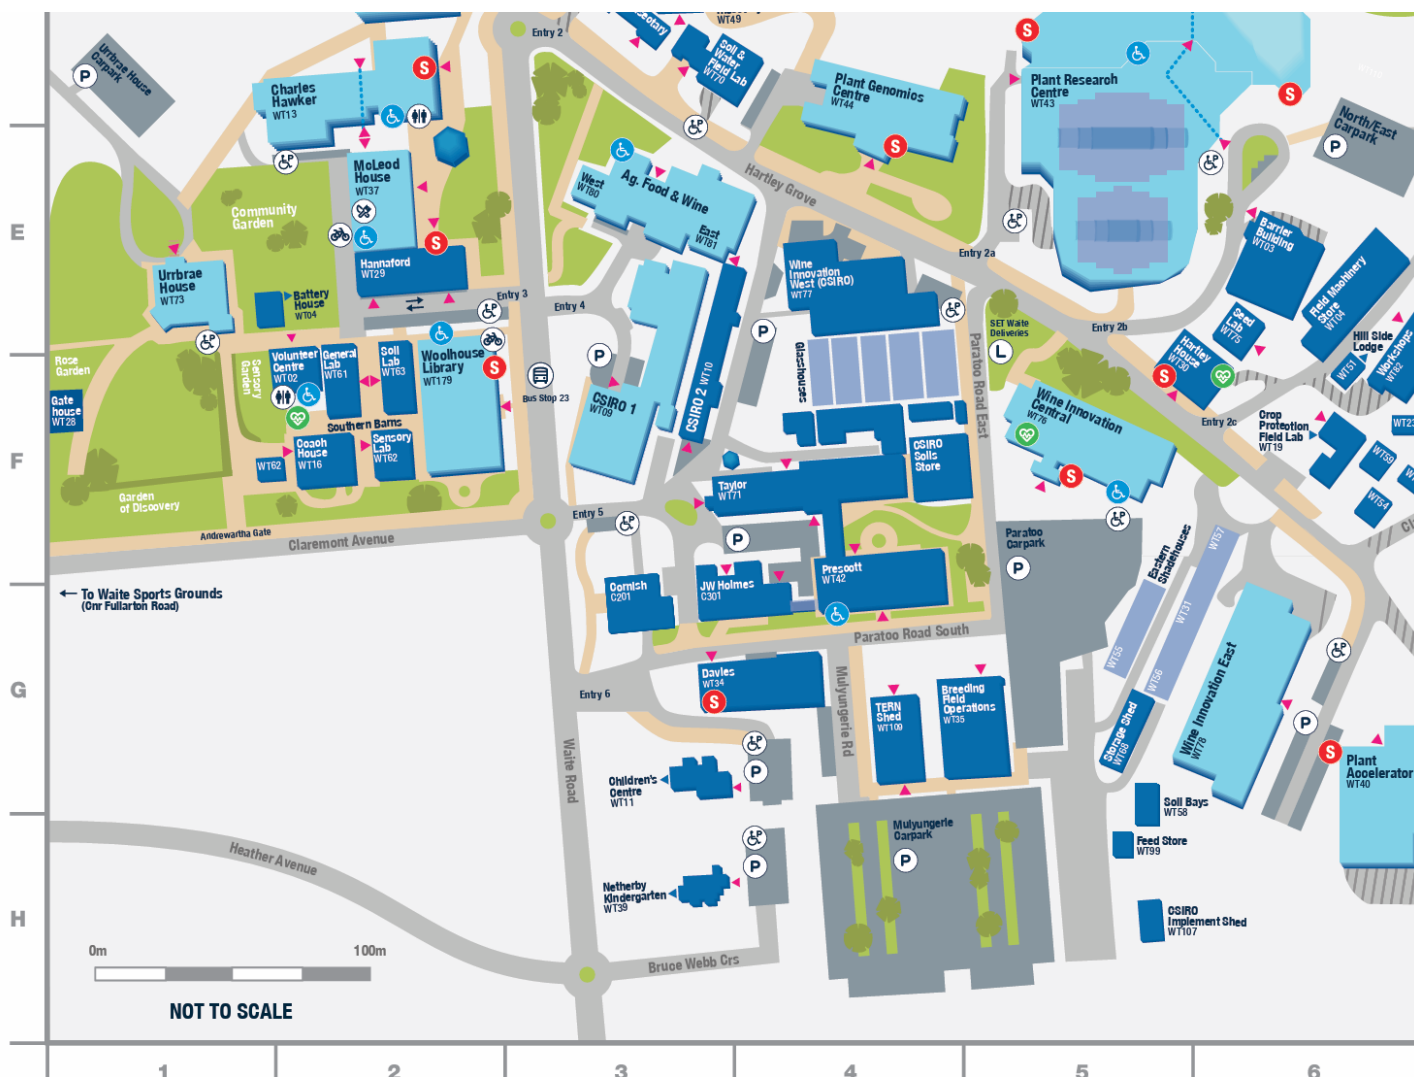 WT49
Entry 2
Urrbae House
Carpark
P
Soil &
Water
Field Lab
WT70
Charles
Hawker
WT13
S
Plant Genomics
Centre
WT44
S
S
Plant Research
Centre
WT43
S
North/East
Carpark
P
McLeod
House
WT37
Hartley Grove
West
WT80
Ag. Food & Wine
East
WT81
Community
Garden
E
Hannaford
WT29
S
Urrbrae
House
WT73
Battery
House
WT04
Entry 3
Entry 4
Entry 2a
Wine
Innovation
West (CSIRO)
WT77
Barrier
Building
WT03
Field Machinery
Store
WT04
Seed
Lab
WT75
Entry 2b
SET Waite
Deliveries
L
Hill Side
Lodge
WT51
Workshops
WT82
Hartley
House
WT30
S
Rose
Garden
Gate
house
WT28
Sensory
Garden
Volunteer
Centre
WT02
General
Lab
WT61
Soil
Lab
WT63
Woolhouse
Library
WT179
S
Bus Stop 23
P
P
CSIRO 1
WT09
CSIRO 2 WT10
Glasshouses
Paratoo Road East
Wine Innovation
Central
WT76
S
Entry 2c
Crop
Protection
Field Lab
WT19
WT23
WT59
WT54
F
Southern Barns
WT62
Coach
House
WT16
Sensory
Lab
WT62
CSIRO
Soils
Store
Taylor
WT71
Garden
of Discovery
Andrewartha Gate
Claremont Avenue
Entry 5
P
Paratoo
Carpark
P
Eastern
Shadehouses
WT57
WT31
WT55
WT56
Prescott
WT42
JW Holmes
C301
Cornish
C201
To Waite Sports Grounds
(Cnr Fullarton Road)
Paratoo Road South
G
Entry 6
Davies
WT34
S
Mulyungerie Rd
TERN
Shed
WT109
Breeding
Field
Operations
WT35
Storage Shed
WT68
Wine Innovation East
WT78
P
S
Plant
Accelerator
WT40
Waite Road
Children's
Centre
WT11
P
Soil Bays
WT58
Feed Store
WT99
Mulyungerie
Carpark
P
Heather Avenue
Netherby
Kindergarten
WT39
P
H
CSIRO
Implement Shed
WT107
0m
100m
Bruce Webb Crs
NOT TO SCALE
1
2
3
4
5
6